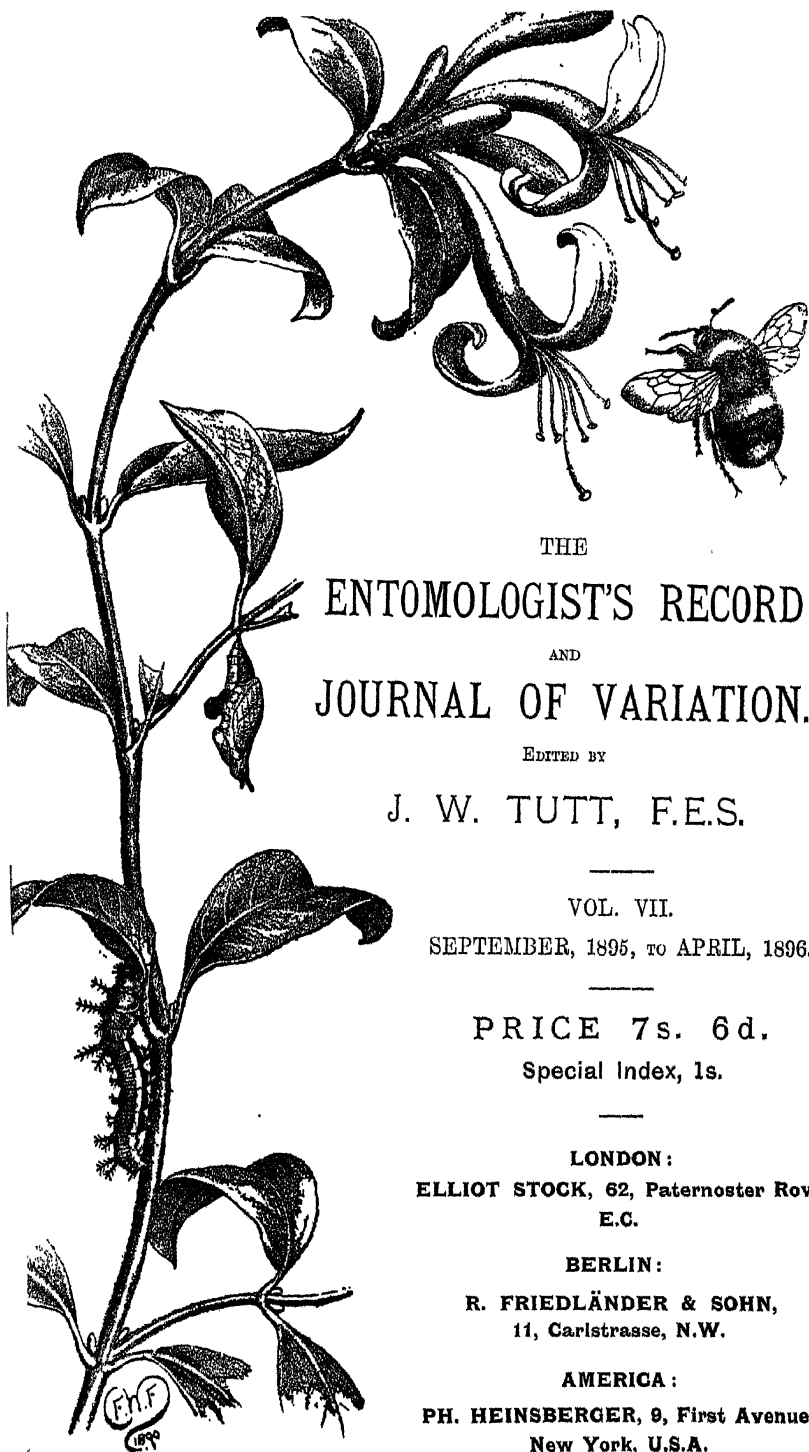 THE
ENTOMOLOGIST'S RECORD
AND
JOURNAL OF VARIATION.
EDITED BY
J. W. TUTT, F.E.S.
VOL. VII.
SEPTEMBER, 1895, TO APRIL, 1896.
PRICE 7s. 6d.
Special Index, 1s.
LONDON:
ELLIOT STOCK, 62, Paternoster Row
E.C.
BERLIN:
R. FRIEDLÄNDER & SOHN,
11, Carlstrasse, N.W.
AMERICA:
PH. HEINSBERGER, 9, First Avenue
New York, U.S.A.
F.W.F
1890